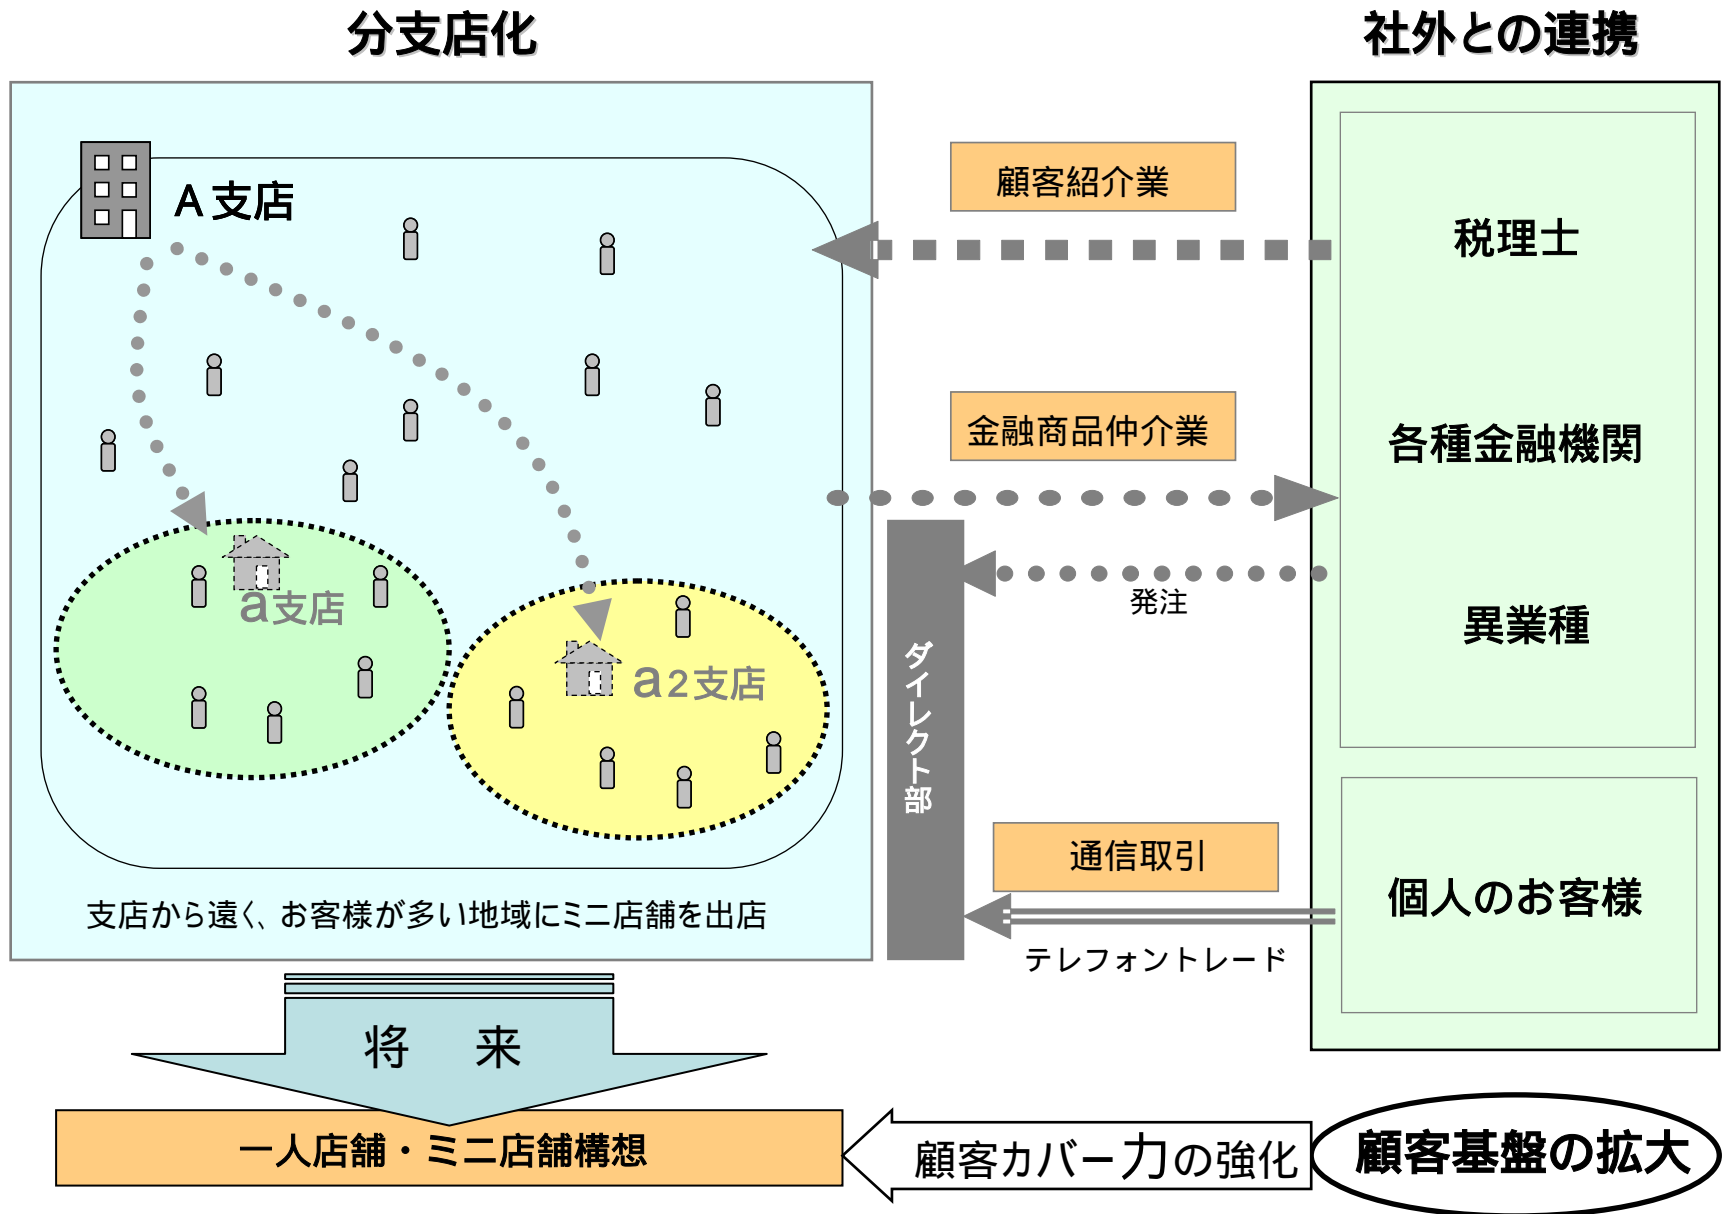 分支店化
社外との連携
A支店
顧客紹介業
税理士
金融商品仲介業
各種金融機関
発注
異業種
a支店
a2支店
ダイレクト部
通信取引
個人のお客様
テレフォントレード
支店から遠く、お客様が多い地域にミニ店舗を出店
将 来
一人店舗・ミニ店舗構想
顧客カバー力の強化
顧客基盤の拡大